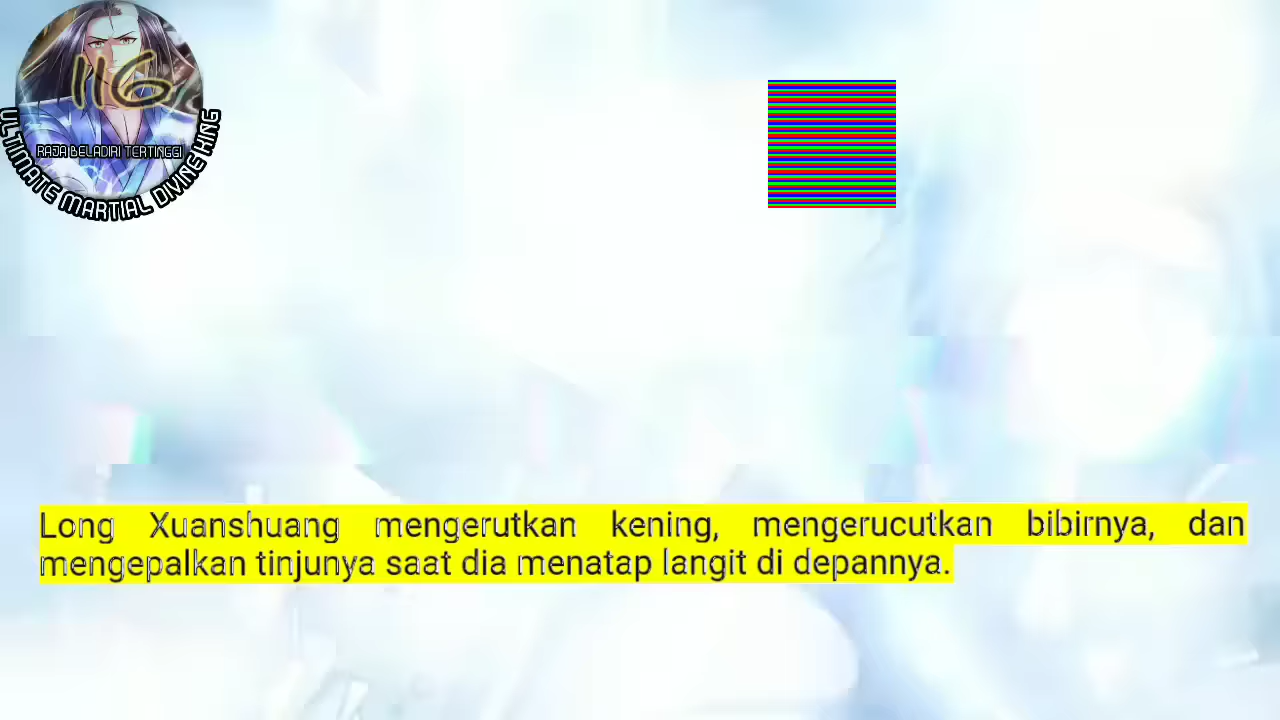 116
RAJA BELADIRI TERTINGGI
ULTIMATE MARTIAL DIVINE KING
Long Xuanshuang mengerutkan kening, mengerucutkan bibirnya, dan
mengepalkan tinjunya saat dia menatap langit di depannya.